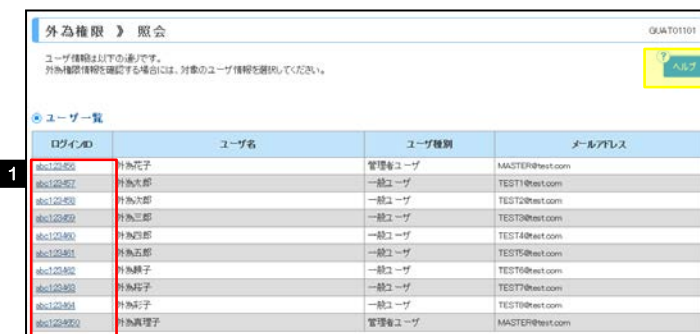 外為権限 》 照会
GUAT01101
ユーザ情報は以下の通りです。
外為権限情報を確認する場合には、対象のユーザ情報を選択してください。
?
ヘルプ
ユーザ一覧
ログインID ユーザ名 ユーザ種別 メールアドレス
1
abc123456 外為花子 管理者ユーザ MASTER@test.com
abc123457 外為太郎 一般ユーザ TEST1@test.com
abc123458 外為次郎 一般ユーザ TEST2@test.com
abc123459 外為三郎 一般ユーザ TEST3@test.com
abc123460 外為四郎 一般ユーザ TEST4@test.com
abc123461 外為五郎 一般ユーザ TEST5@test.com
abc123462 外為順子 一般ユーザ TEST6@test.com
abc123463 外為桜子 一般ユーザ TEST7@test.com
abc123464 外為彩子 一般ユーザ TEST8@test.com
外為真理子 管理者ユーザ MASTER@test.com